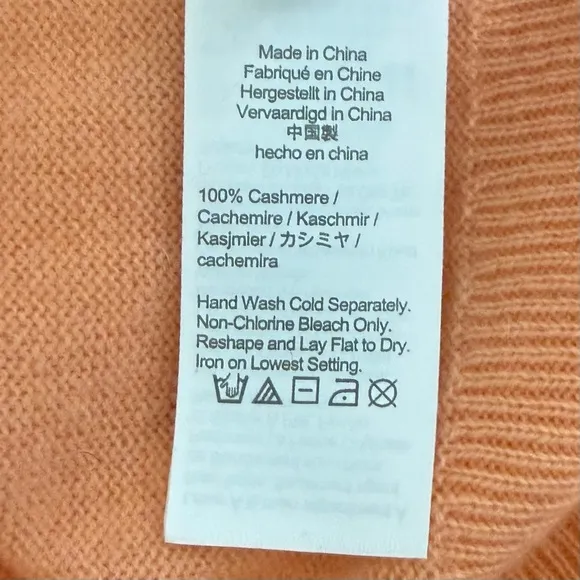 Made in China
Fabriqué en Chine
Hergestellt in China
Vervaardigd in China
中国製
hecho en china
100% Cashmere /
Cachemire / Kaschmir /
Kasjmier / カシミヤ /
cachemira
Hand Wash Cold Separately.
Non-Chlorine Bleach Only.
Reshape and Lay Flat to Dry.
Iron on Lowest Setting.